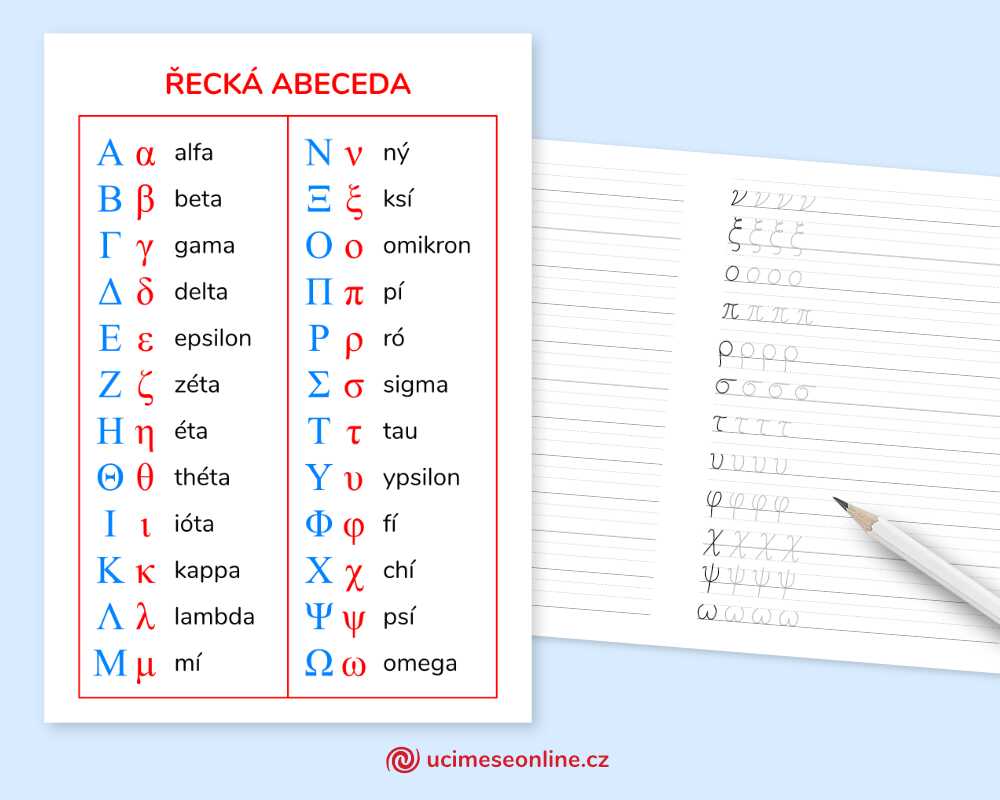 ŘECKÁ ABECEDA
Α α alfa
Β β beta
Γ γ gama
Δ δ delta
Ε ε epsilon
Ζ ζ zéta
Η η éta
Θ θ théta
Ι ι ióta
Κ κ kappa
Λ λ lambda
Μ μ mí
Ν ν ný
Ξ ξ ksí
Ο ο omikron
Π π pí
Ρ ρ ró
Σ σ sigma
Τ τ tau
Υ υ ypsilon
Φ φ fí
Χ χ chí
Ψ ψ psí
Ω ω omega
ν ν ν ν
ξ ξ ξ ξ
ο ο ο ο
π π π π
ρ ρ ρ ρ
σ σ σ σ
τ τ τ τ
υ υ υ υ
φ φ φ φ
χ χ χ χ
ψ ψ ψ ψ
ω ω ω ω
ucimeseonline.cz